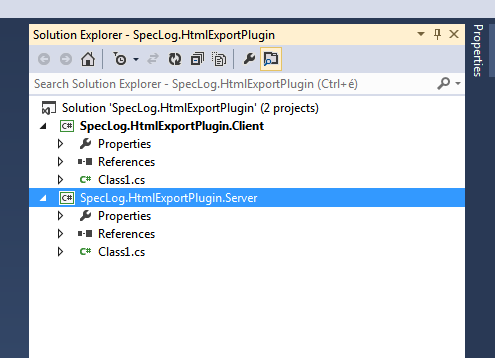 Solution Explorer - SpecLog.HtmlExportPlugin
Properties
Search Solution Explorer - SpecLog.HtmlExportPlugin (Ctrl+é)
Solution 'SpecLog.HtmlExportPlugin' (2 projects)
C# SpecLog.HtmlExportPlugin.Client
Properties
References
C# Class1.cs
C# SpecLog.HtmlExportPlugin.Server
Properties
References
C# Class1.cs